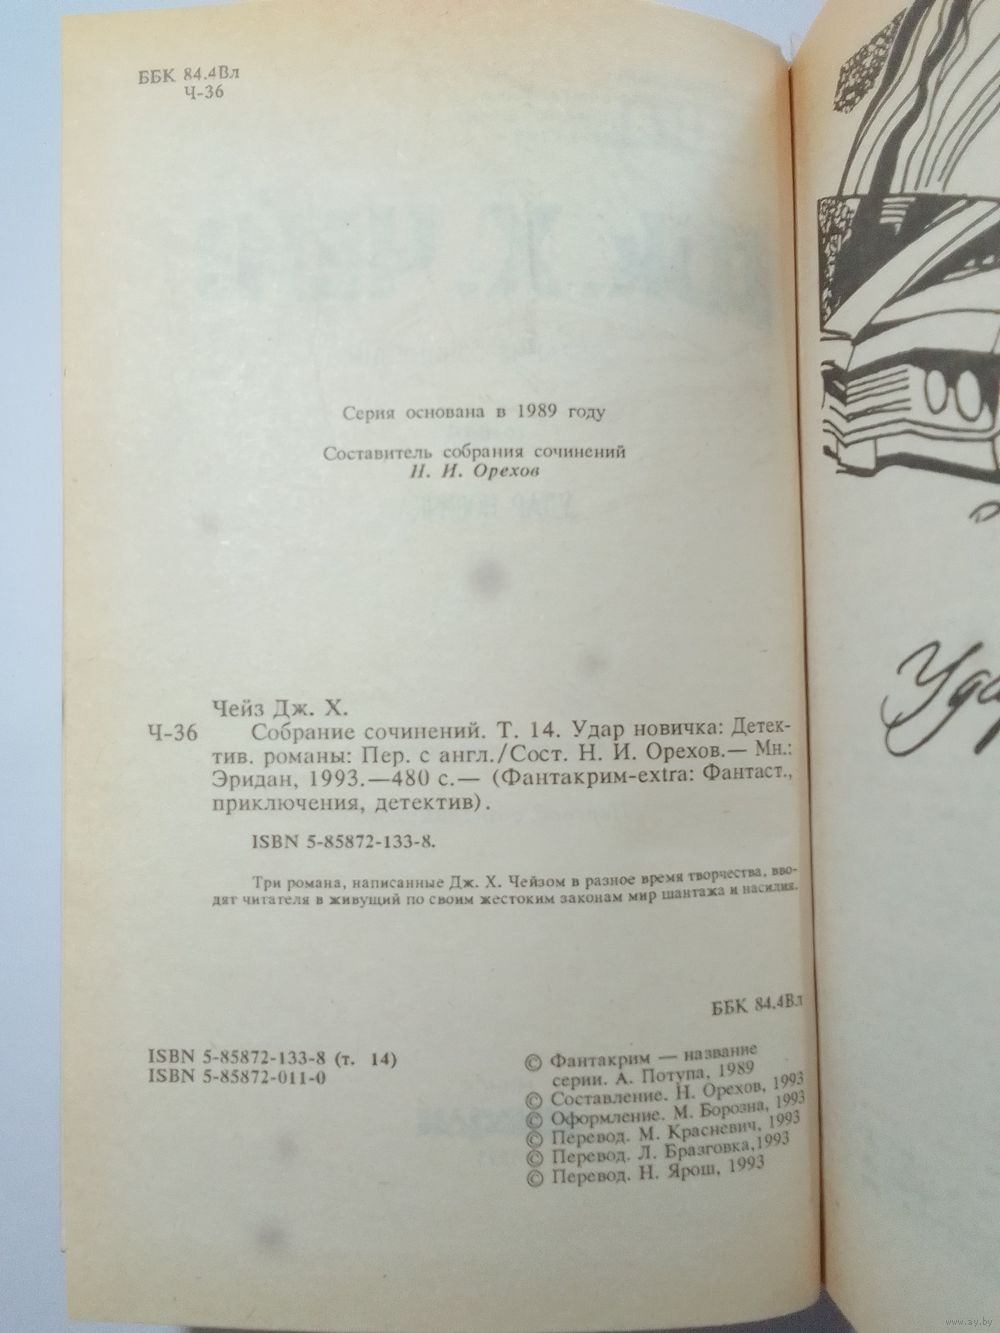 ББК 84.4Вл
Ч-36
Серия основана в 1989 году
Составитель собрания сочинений
Н. И. Орехов
Чейз Дж. Х.
Ч-36 Собрание сочинений. Т. 14. Удар новичка: Детек-
тив. романы: Пер. с англ./Сост. Н. И. Орехов.— Мн.:
Эридан, 1993.—480 с.— (Фантакрим-extra: Фантаст.,
приключения, детектив).
ISBN 5-85872-133-8.
Три романа, написанные Дж. Х. Чейзом в разное время творчества, вво-
дят читателя в живущий по своим жестоким законам мир шантажа и насилия.
ББК 84.4Вл
ISBN 5-85872-133-8 (т. 14)
ISBN 5-85872-011-0
© Фантакрим — название
серии. А. Потупа, 1989
© Составление. Н. Орехов, 1993
© Оформление. М. Борозна, 1993
© Перевод. М. Красневич, 1993
© Перевод. Л. Бразговка,1993
© Перевод. Н. Ярош, 1993
Удар
www.ay.by